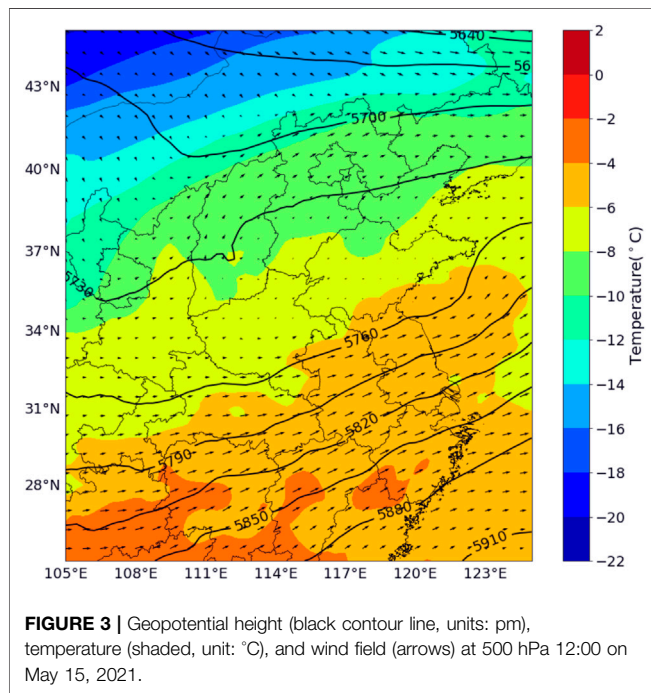 5640
56
5700
5730
5760
5790
5820
5850
5880
5910
43°N
40°N
37°N
34°N
31°N
28°N
105°E 108°E 111°E 114°E 117°E 120°E 123°E
2
0
−2
−4
−6
−8
−10
−12
−14
−16
−18
−20
−22
Temperature(°C)
FIGURE 3 | Geopotential height (black contour line, units: pm),
temperature (shaded, unit: °C), and wind field (arrows) at 500 hPa 12:00 on
May 15, 2021.